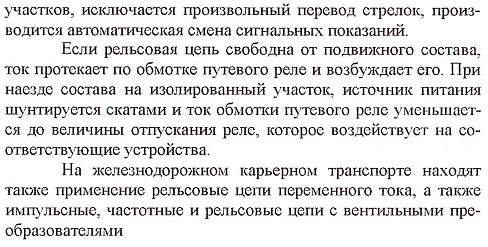 участков, исключается произвольный перевод стрелок, произ-
водится автоматическая смена сигнальных показаний.
Если рельсовая цепь свободна от подвижного состава,
ток протекает по обмотке путевого реле и возбуждает его. При
наезде состава на изолированный участок, источник питания
шунтируется скатами и ток обмотки путевого реле уменьшает-
ся до величины отпускания реле, которое воздействует на со-
ответствующие устройства.
На железнодорожном карьерном транспорте находят
также применение рельсовые цепи переменного тока, а также
импульсные, частотные и рельсовые цепи с вентильными пре-
образователями